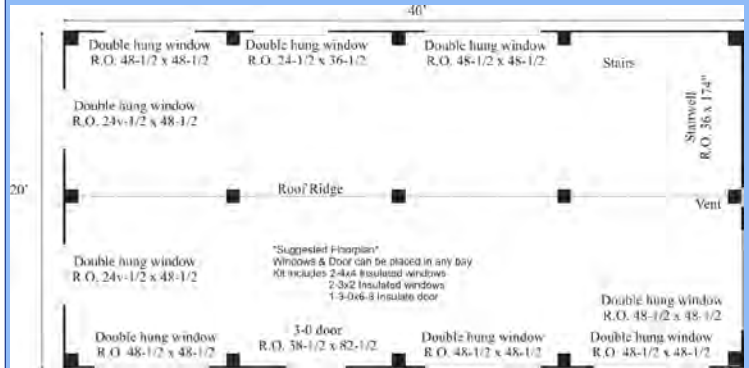 40'
Double hung window
R.O. 48-1/2 x 48-1/2
Double hung window
R.O. 24-1/2 x 36-1/2
Double hung window
R.O. 48-1/2 x 48-1/2
Stairs
Stairwell
R.O. 36 x 174"
Double hung window
R.O. 24v-1/2 x 48-1/2
20'
Roof Ridge
Vent
"Suggested Floorplan"
Windows & Door can be placed in any bay
Kit includes 2-4x4 Insulated windows
2-3x2 Insulated windows
1-3-0x6-8 Insulate door
Double hung window
R.O. 24v-1/2 x 48-1/2
Double hung window
R.O. 48-1/2 x 48-1/2
Double hung window
R.O. 48-1/2 x 48-1/2
3-0 door
R.O. 38-1/2 x 82-1/2
Double hung window
R.O. 48-1/2 x 48-1/2
Double hung window
R.O. 48-1/2 x 48-1/2